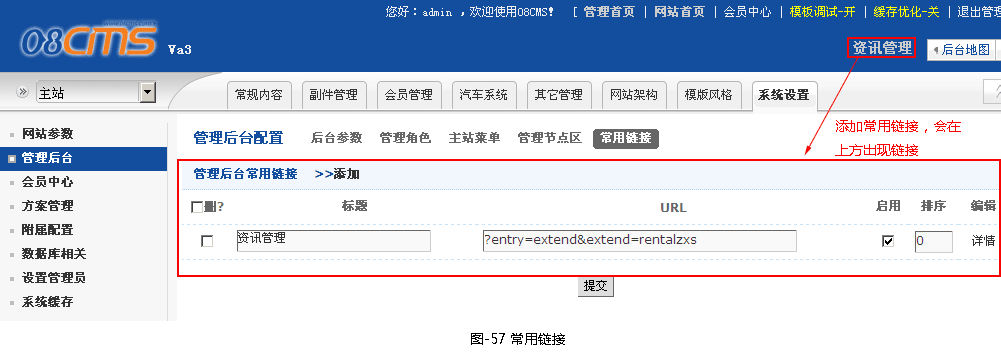 您好：admin ，欢迎使用08CMS! [ 管理首页 | 网站首页 | 会员中心 | 模板调试-开 | 缓存优化-关 | 退出管理
08CMS Va3
资讯管理 后台地图
主站
常规内容 副件管理 会员管理 汽车系统 其它管理 网站架构 模版风格 系统设置
添加常用链接，会在
上方出现链接
网站参数
管理后台
会员中心
方案管理
附属配置
数据库相关
设置管理员
系统缓存
管理后台配置 后台参数 管理角色 主站菜单 管理节点区 常用链接
管理后台常用链接 >>添加
删? 标题 URL 启用 排序 编辑
资讯管理 ?entry=extend&extend=rentalzxs 0 详情
提交
图-57 常用链接